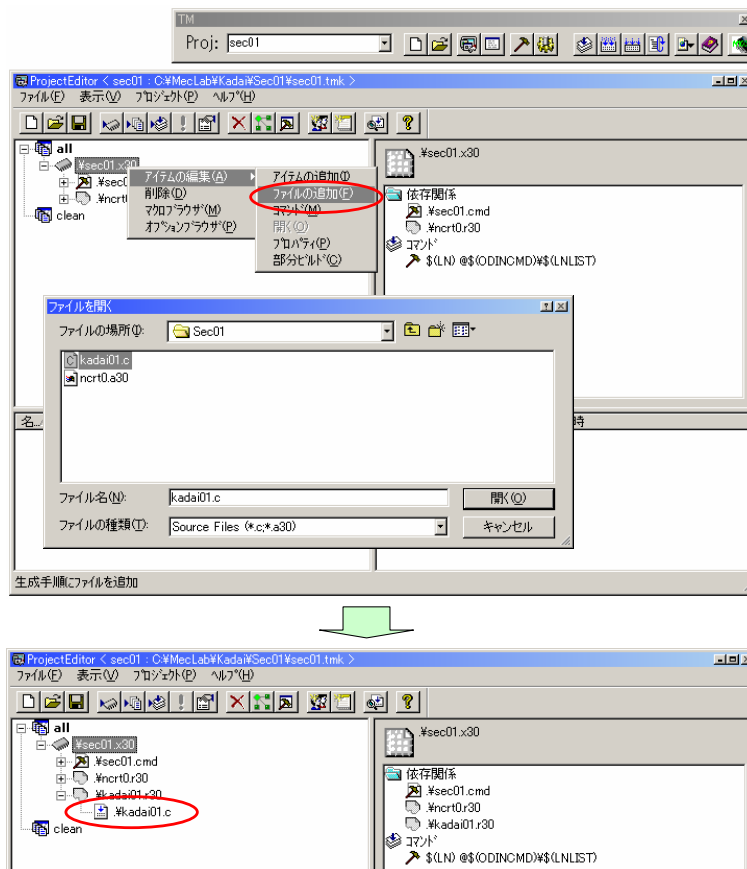 TM
Proj: sec01
ProjectEditor < sec01 : C:¥MecLab¥Kadai¥Sec01¥sec01.tmk >
ファイル(F) 表示(V) プロジェクト(P) ヘルプ(H)
all
.¥sec01.x30
.¥sec0
.¥ncrt
clean
アイテムの編集(A)
削除(D)
マクロブラウザ(M)
オプションブラウザ(P)
アイテムの追加(I)
ファイルの追加(F)
コマンド(M)
開く(O)
プロパティ(P)
部分ビルド(C)
.¥sec01.x30
依存関係
.¥sec01.cmd
.¥ncrt0.r30
コマンド
$(LN) @$(ODINCMD)¥$(LNLIST)
ファイルを開く
ファイルの場所(I): Sec01
kadai01.c
ncrt0.a30
名...
時
ファイル名(N): kadai01.c 開く(O)
ファイルの種類(T): Source Files (*.c;*.a30) キャンセル
生成手順にファイルを追加
ProjectEditor < sec01 : C:¥MecLab¥Kadai¥Sec01¥sec01.tmk >
ファイル(F) 表示(V) プロジェクト(P) ヘルプ(H)
all
.¥sec01.x30
.¥sec01.cmd
.¥ncrt0.r30
.¥kadai01.r30
.¥kadai01.c
clean
.¥sec01.x30
依存関係
.¥sec01.cmd
.¥ncrt0.r30
.¥kadai01.r30
コマンド
$(LN) @$(ODINCMD)¥$(LNLIST)